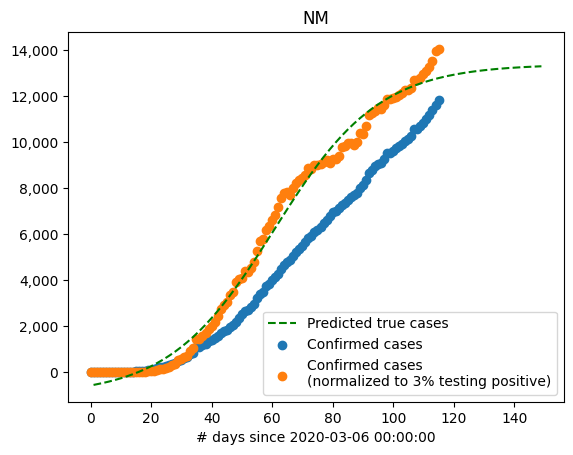 NM
14,000
12,000
10,000
8,000
6,000
4,000
2,000
0
Predicted true cases
Confirmed cases
Confirmed cases
(normalized to 3% testing positive)
0 20 40 60 80 100 120 140
# days since 2020-03-06 00:00:00